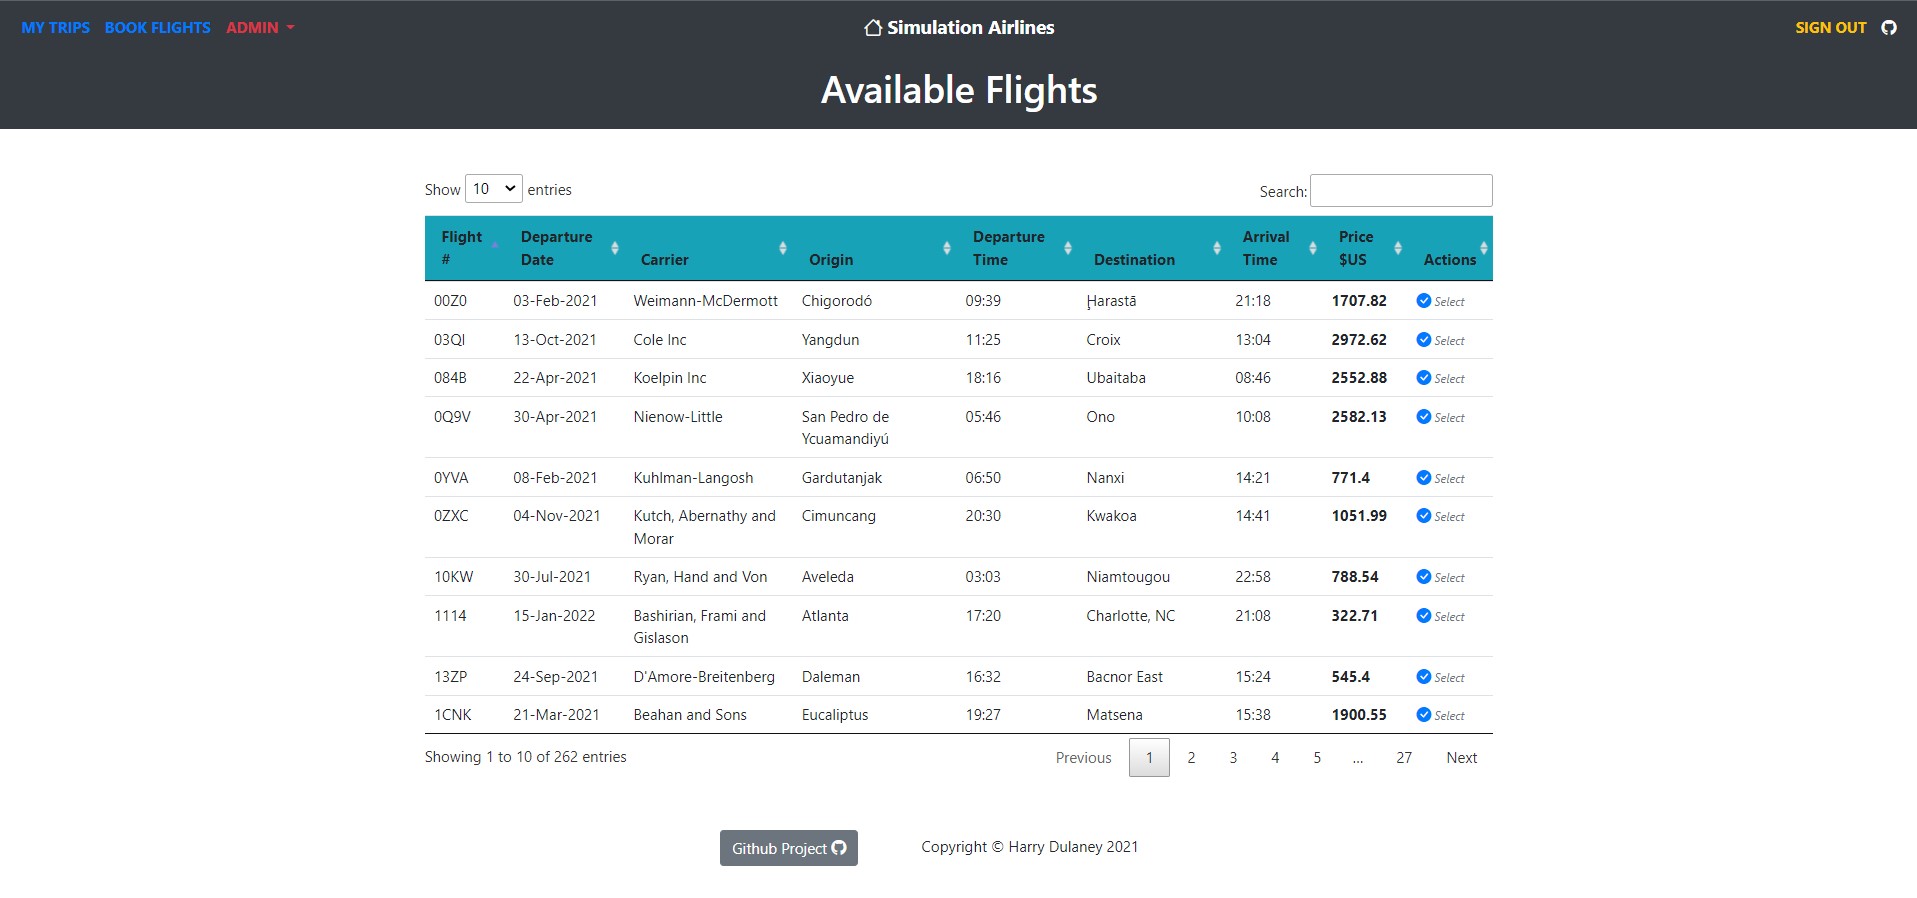 MY TRIPS BOOK FLIGHTS ADMIN Simulation Airlines SIGN OUT
Available Flights
Show 10 entries Search:
Flight # Departure Date Carrier Origin Departure Time Destination Arrival Time Price $US Actions
00Z0 03-Feb-2021 Weimann-McDermott Chigorodó 09:39 Ḩarastā 21:18 1707.82 Select
03QI 13-Oct-2021 Cole Inc Yangdun 11:25 Croix 13:04 2972.62 Select
084B 22-Apr-2021 Koelpin Inc Xiaoyue 18:16 Ubaitaba 08:46 2552.88 Select
0Q9V 30-Apr-2021 Nienow-Little San Pedro de Ycuamandiyú 05:46 Ono 10:08 2582.13 Select
0YVA 08-Feb-2021 Kuhlman-Langosh Gardutanjak 06:50 Nanxi 14:21 771.4 Select
0ZXC 04-Nov-2021 Kutch, Abernathy and Morar Cimuncang 20:30 Kwakoa 14:41 1051.99 Select
10KW 30-Jul-2021 Ryan, Hand and Von Aveleda 03:03 Niamtougou 22:58 788.54 Select
1114 15-Jan-2022 Bashirian, Frami and Gislason Atlanta 17:20 Charlotte, NC 21:08 322.71 Select
13ZP 24-Sep-2021 D'Amore-Breitenberg Daleman 16:32 Bacnor East 15:24 545.4 Select
1CNK 21-Mar-2021 Beahan and Sons Eucaliptus 19:27 Matsena 15:38 1900.55 Select
Showing 1 to 10 of 262 entries Previous 1 2 3 4 5 … 27 Next
Github Project Copyright © Harry Dulaney 2021